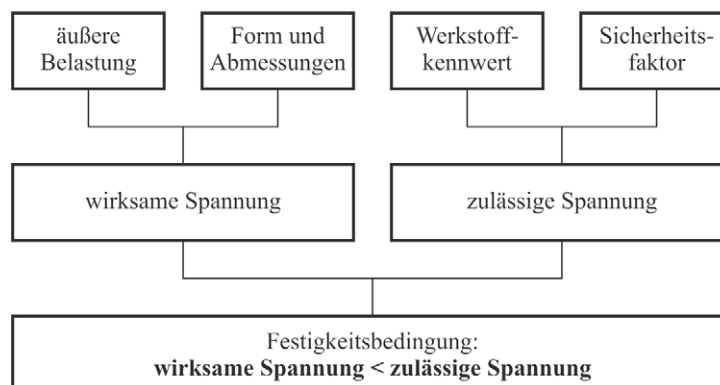 äußere
Belastung
Form und
Abmessungen
Werkstoff-
kennwert
Sicherheits-
faktor
wirksame Spannung
zulässige Spannung
Festigkeitsbedingung:
wirksame Spannung < zulässige Spannung